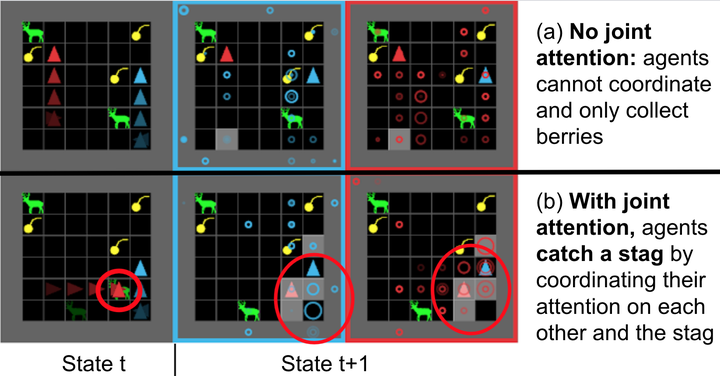 (a) No joint
attention: agents
cannot coordinate
and only collect
berries
(b) With joint
attention, agents
catch a stag by
coordinating their
attention on each
other and the stag
State t
State t+1